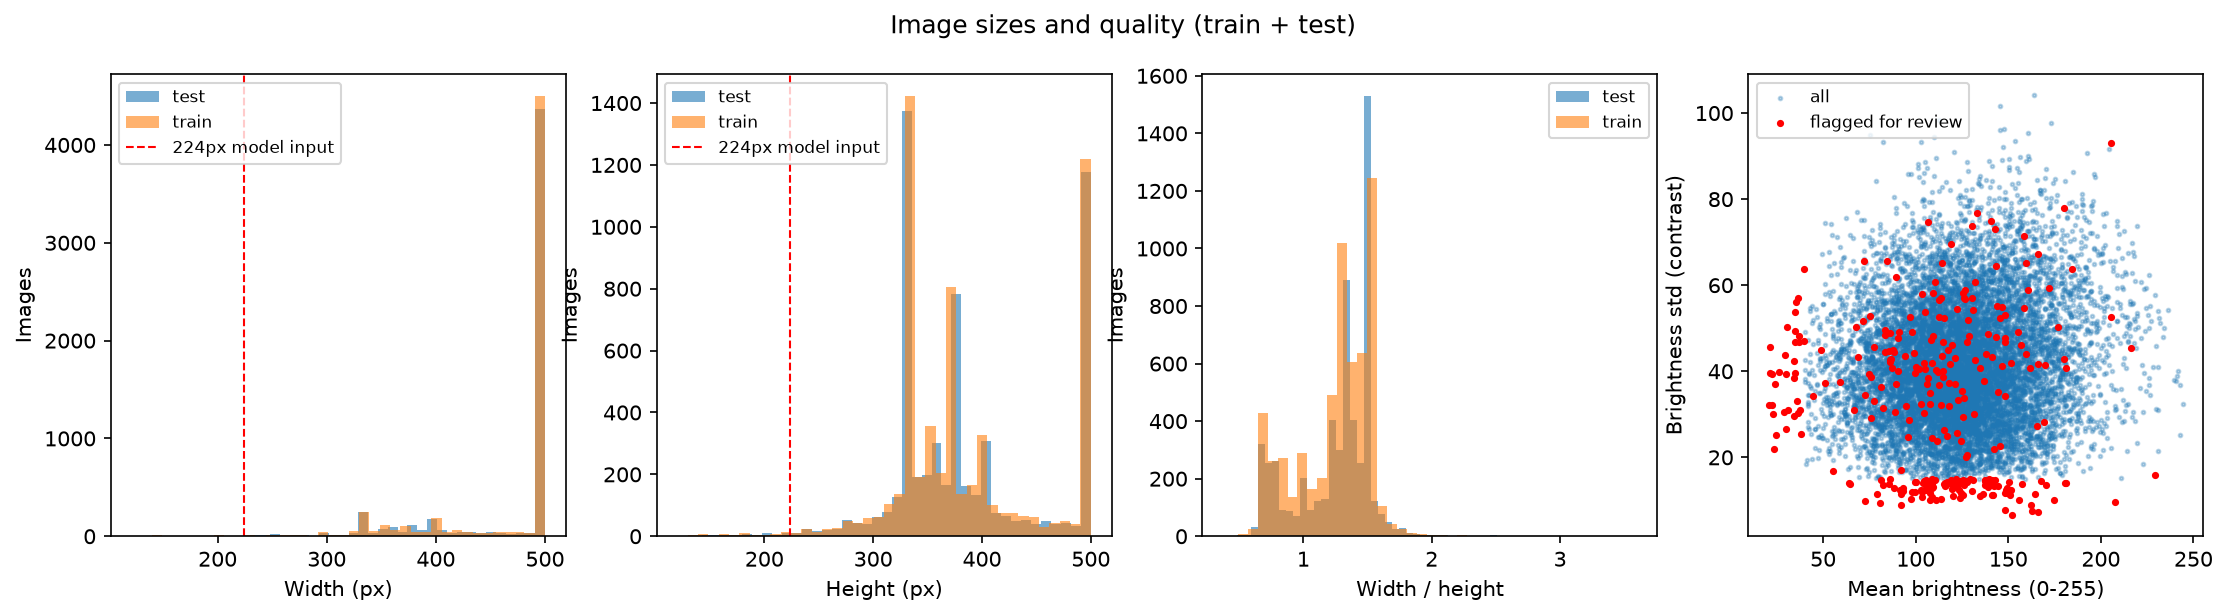 Image sizes and quality (train + test)
test
train
224px model input
4000
3000
2000
1000
0
Images
200
300
400
500
Width (px)
test
train
224px model input
1400
1200
1000
800
600
400
200
0
Images
200
300
400
500
Height (px)
test
train
1600
1400
1200
1000
800
600
400
200
0
Images
1
2
3
Width / height
all
flagged for review
100
80
60
40
20
Brightness std (contrast)
50
100
150
200
250
Mean brightness (0-255)